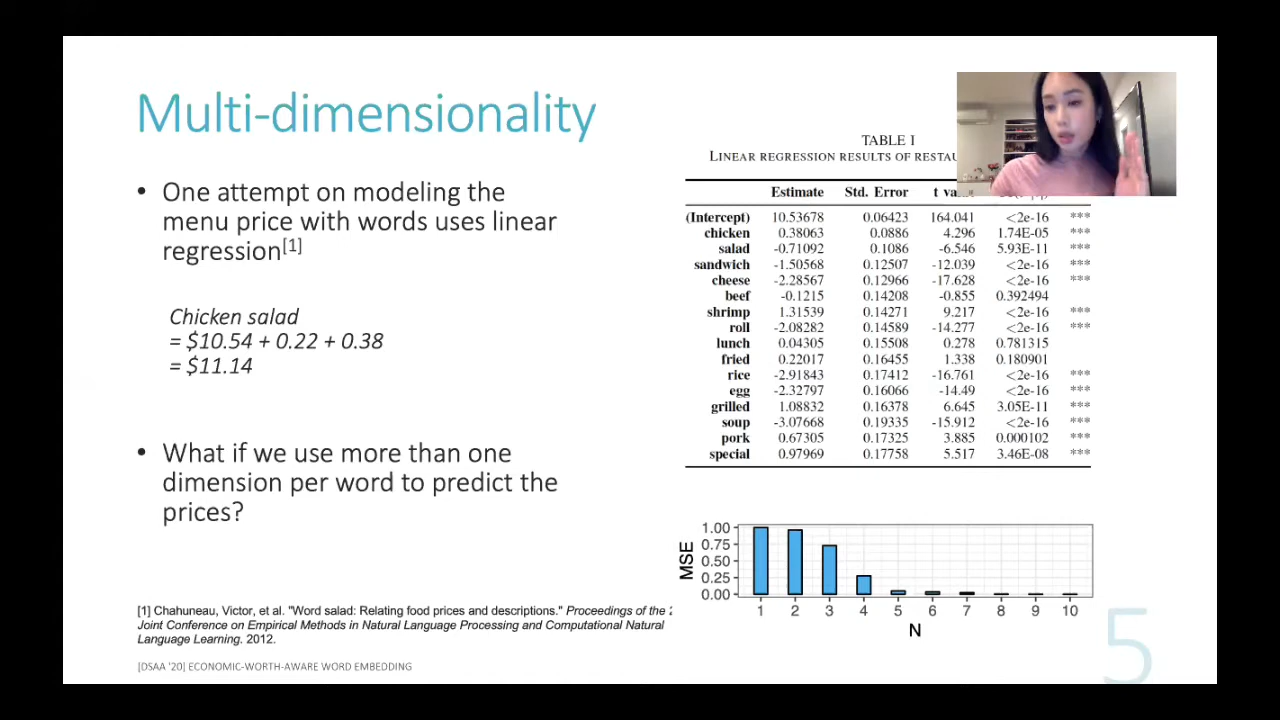 Multi-dimensionality
• One attempt on modeling the
menu price with words uses linear
regression[1]
Chicken salad
= $10.54 + 0.22 + 0.38
= $11.14
• What if we use more than one
dimension per word to predict the
prices?
TABLE I
LINEAR REGRESSION RESULTS OF
Estimate Std. Error t
(Intercept) 10.53678 0.06423 164.041 <2e-16 ***
chicken 0.38063 0.0886 4.296 1.74E-05 ***
salad -0.71092 0.1086 -6.546 5.93E-11 ***
sandwich -1.50568 0.12507 -12.039 <2e-16 ***
cheese -2.28567 0.12966 -17.628 <2e-16 ***
beef -0.1215 0.14208 -0.855 0.392494
shrimp 1.31539 0.14271 9.217 <2e-16 ***
roll -2.08282 0.14589 -14.277 <2e-16 ***
lunch 0.04305 0.15508 0.278 0.781315
fried 0.22017 0.16455 1.338 0.180901
rice -2.91843 0.17412 -16.761 <2e-16 ***
egg -2.32797 0.16066 -14.49 <2e-16 ***
grilled 1.08832 0.16378 6.645 3.05E-11 ***
soup -3.07668 0.19335 -15.912 <2e-16 ***
pork 0.67305 0.17325 3.885 0.000102 ***
special 0.97969 0.17758 5.517 3.46E-08 ***
MSE
1.00
0.75
0.50
0.25
0.00
1 2 3 4 5 6 7 8 9 10
N
[1] Chahuneau, Victor, et al. "Word salad: Relating food prices and descriptions." Proceedings of the
Joint Conference on Empirical Methods in Natural Language Processing and Computational Natural
Language Learning. 2012.
[DSAA '20] ECONOMIC-WORTH-AWARE WORD EMBEDDING
5